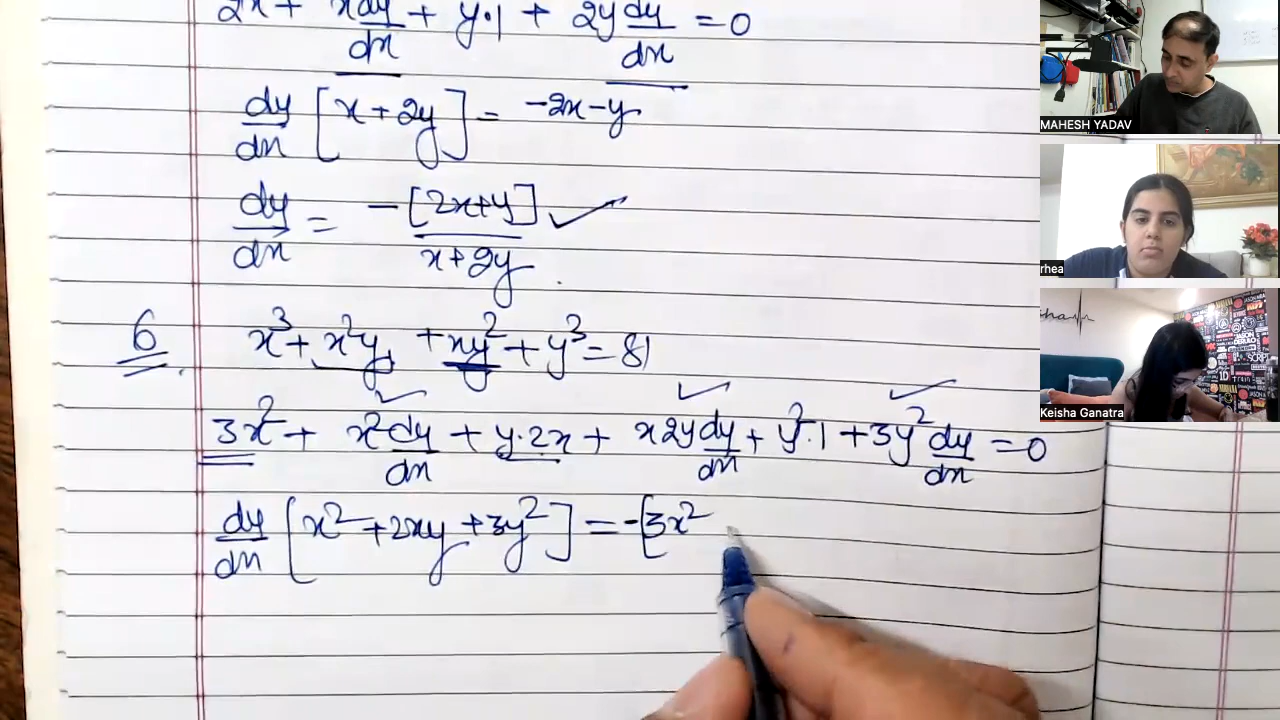 2x + x dy/dx + y·1 + 2y dy/dx = 0
dy/dx [x + 2y] = -2x - y
dy/dx = -[2x+y] / x+2y ✓
6. x³ + x²y + xy² + y³ = 81
3x² + x² dy/dx + y·2x + x2y dy/dx + y²·1 + 3y² dy/dx = 0
dy/dx [x² + 2xy + 3y²] = -[3x²
MAHESH YADAV
rhea
Keisha Ganatra